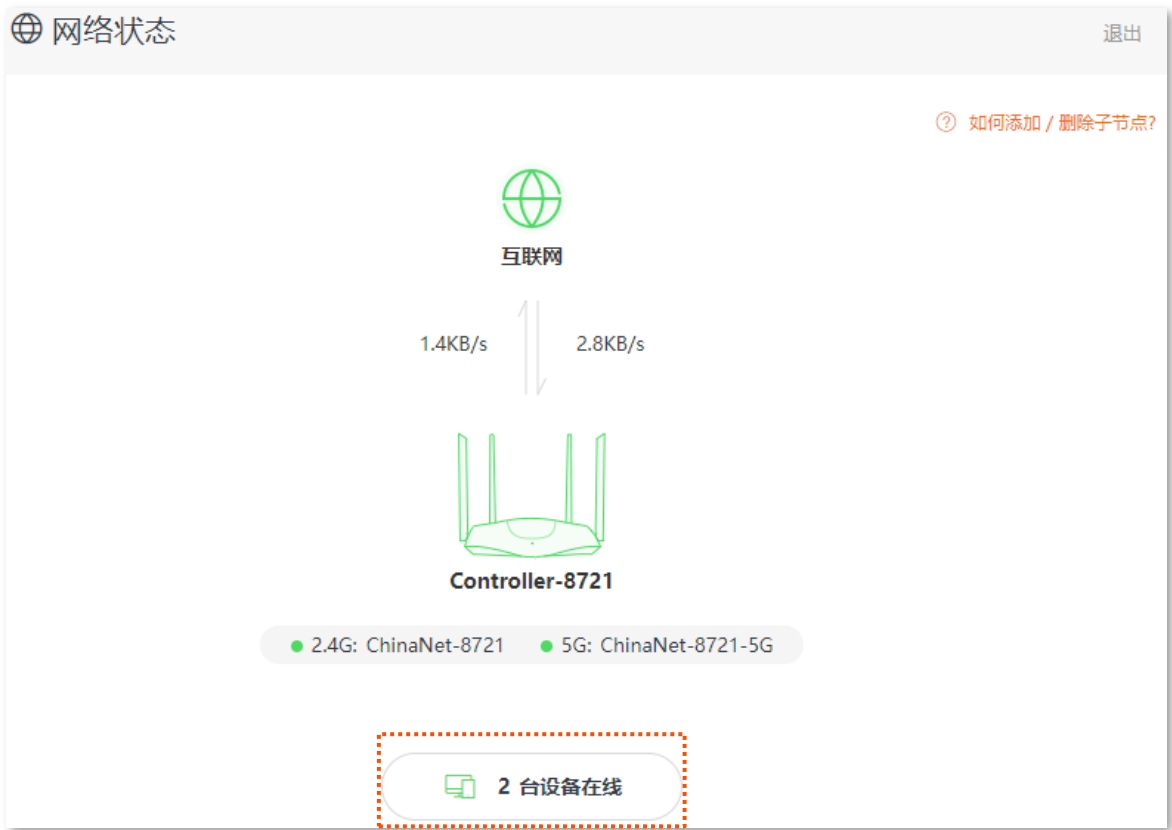 网络状态
退出
如何添加 / 删除子节点?
互联网
1.4KB/s 2.8KB/s
Controller-8721
2.4G: ChinaNet-8721 5G: ChinaNet-8721-5G
2 台设备在线